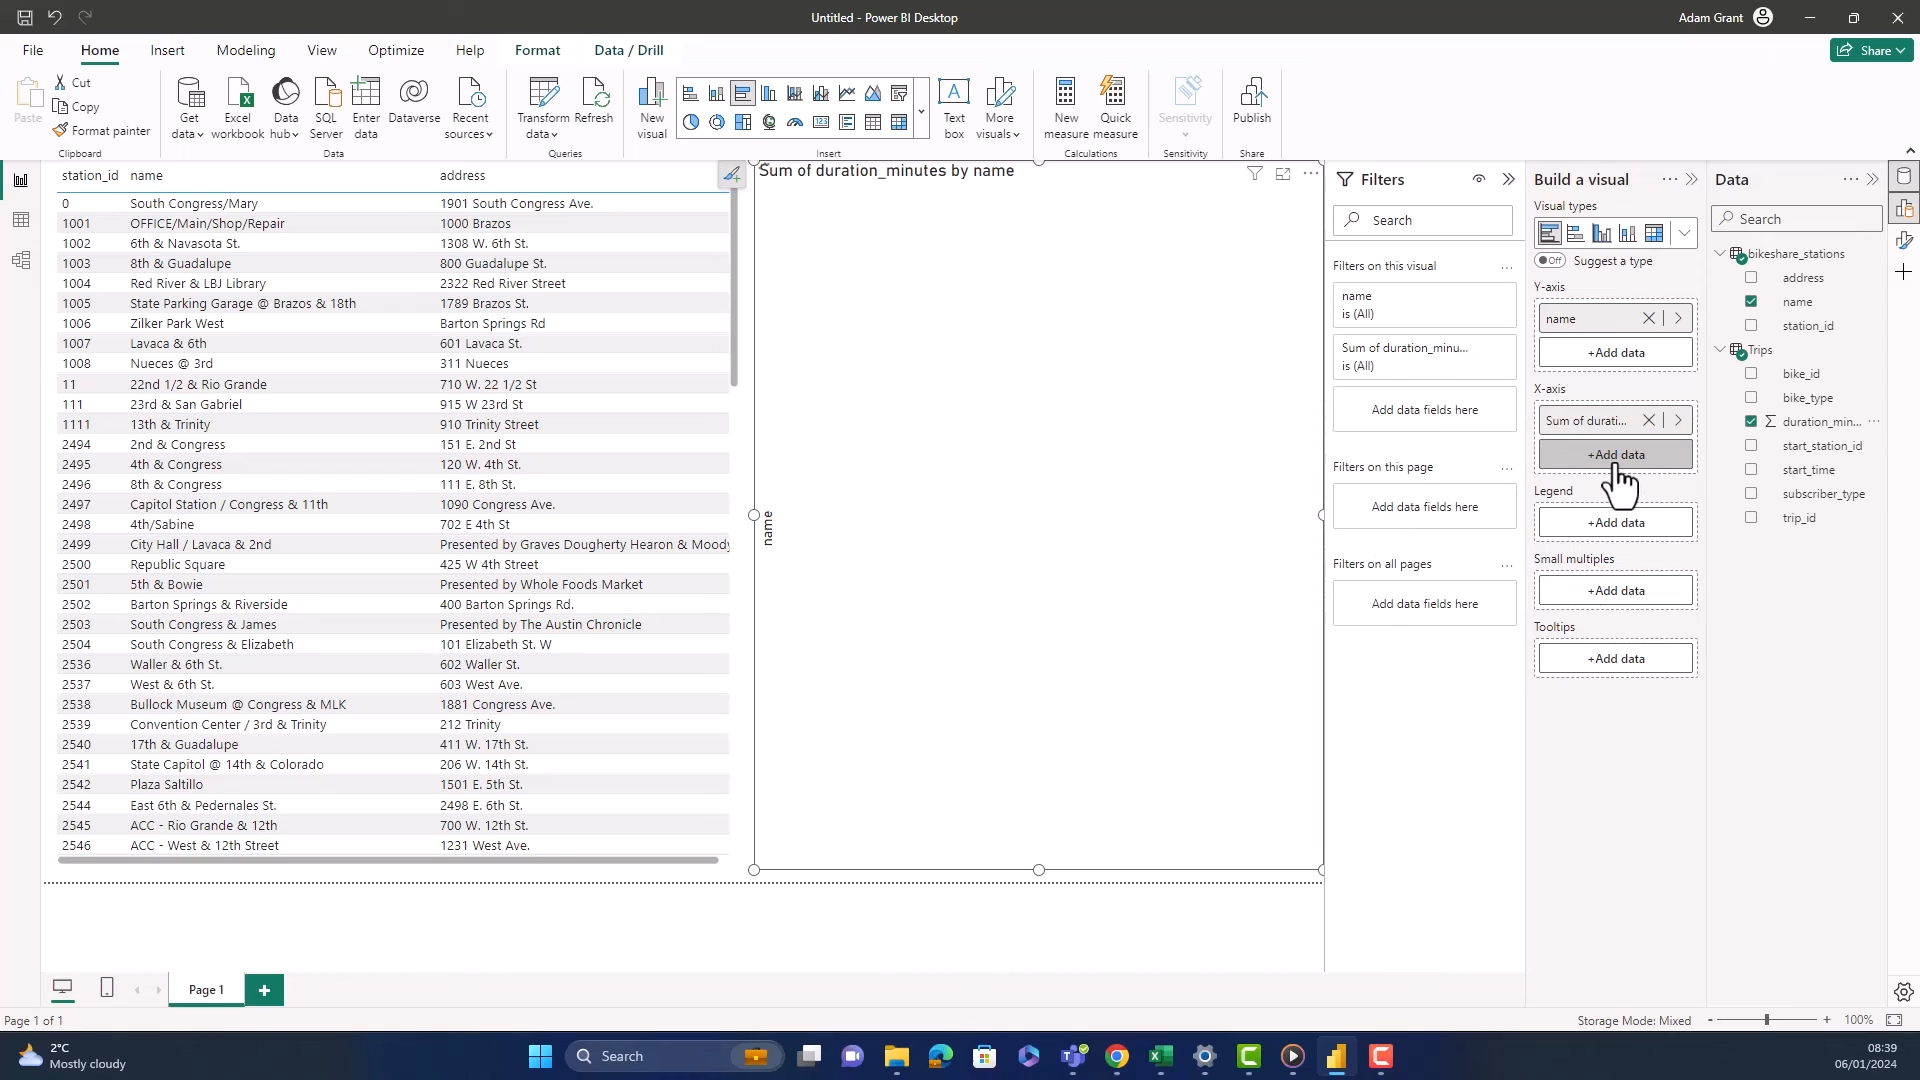 Untitled - Power BI Desktop
Adam Grant
File
Home
Insert
Modeling
View
Optimize
Help
Format
Data / Drill
Share
Paste
Cut
Copy
Format painter
Clipboard
Get data
Excel workbook
Data hub
SQL Server
Enter data
Dataverse
Recent sources
Data
Transform data
Refresh
Queries
New visual
Text box
More visuals
Insert
New measure
Quick measure
Calculations
Sensitivity
Sensitivity
Publish
Share
station_id name address
0 South Congress/Mary 1901 South Congress Ave.
1001 OFFICE/Main/Shop/Repair 1000 Brazos
1002 6th & Navasota St. 1308 W. 6th St.
1003 8th & Guadalupe 800 Guadalupe St.
1004 Red River & LBJ Library 2322 Red River Street
1005 State Parking Garage @ Brazos & 18th 1789 Brazos St.
1006 Zilker Park West Barton Springs Rd
1007 Lavaca & 6th 601 Lavaca St.
1008 Nueces @ 3rd 311 Nueces
11 22nd 1/2 & Rio Grande 710 W. 22 1/2 St
111 23rd & San Gabriel 915 W 23rd St
1111 13th & Trinity 910 Trinity Street
2494 2nd & Congress 151 E. 2nd St
2495 4th & Congress 120 W. 4th St.
2496 8th & Congress 111 E. 8th St.
2497 Capitol Station / Congress & 11th 1090 Congress Ave.
2498 4th/Sabine 702 E 4th St
2499 City Hall / Lavaca & 2nd Presented by Graves Dougherty Hearon & Moody
2500 Republic Square 425 W 4th Street
2501 5th & Bowie Presented by Whole Foods Market
2502 Barton Springs & Riverside 400 Barton Springs Rd.
2503 South Congress & James Presented by The Austin Chronicle
2504 South Congress & Elizabeth 101 Elizabeth St. W
2536 Waller & 6th St. 602 Waller St.
2537 West & 6th St. 603 West Ave.
2538 Bullock Museum @ Congress & MLK 1881 Congress Ave.
2539 Convention Center / 3rd & Trinity 212 Trinity
2540 17th & Guadalupe 411 W. 17th St.
2541 State Capitol @ 14th & Colorado 206 W. 14th St.
2542 Plaza Saltillo 1501 E. 5th St.
2544 East 6th & Pedernales St. 2498 E. 6th St.
2545 ACC - Rio Grande & 12th 700 W. 12th St.
2546 ACC - West & 12th Street 1231 West Ave.
Sum of duration_minutes by name
name
Filters
Search
Filters on this visual ...
name
is (All)
Sum of duration_minu...
is (All)
Add data fields here
Filters on this page ...
Add data fields here
Filters on all pages ...
Add data fields here
Build a visual ...
Visual types
Off Suggest a type
Y-axis
name
+Add data
X-axis
Sum of durati...
+Add data
Legend
+Add data
Small multiples
+Add data
Tooltips
+Add data
Data ...
Search
bikeshare_stations
address
name
station_id
Trips
bike_id
bike_type
duration_min... ...
start_station_id
start_time
subscriber_type
trip_id
Page 1
Page 1 of 1
Storage Mode: Mixed
- + 100%
2°C
Mostly cloudy
Search
08:39
06/01/2024